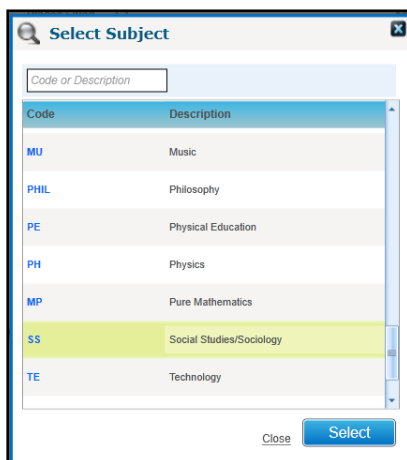 Select Subject
Code or Description
Code Description
MU Music
PHIL Philosophy
PE Physical Education
PH Physics
MP Pure Mathematics
SS Social Studies/Sociology
TE Technology
Close Select